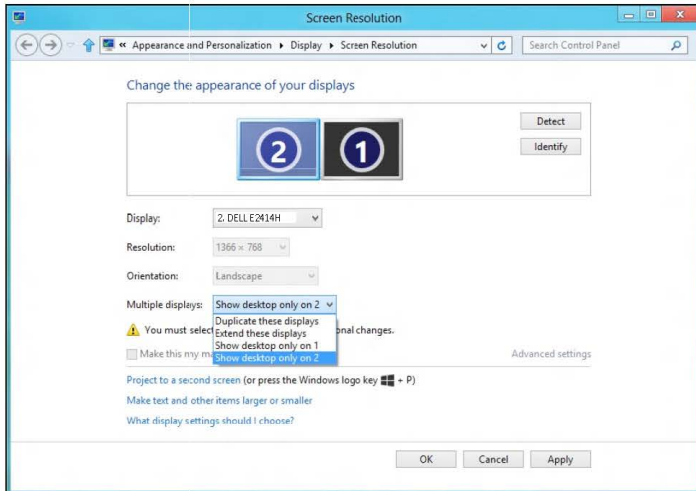 Screen Resolution
« Appearance and Personalization ▸ Display ▸ Screen Resolution
Search Control Panel
Change the appearance of your displays
2
1
Detect
Identify
Display: 2. DELL E2414H
Resolution: 1366 × 768
Orientation: Landscape
Multiple displays: Show desktop only on 2
Duplicate these displays
Extend these displays
Show desktop only on 1
Show desktop only on 2
You must selec
onal changes.
Make this my m
Advanced settings
Project to a second screen (or press the Windows logo key + P)
Make text and other items larger or smaller
What display settings should I choose?
OK Cancel Apply